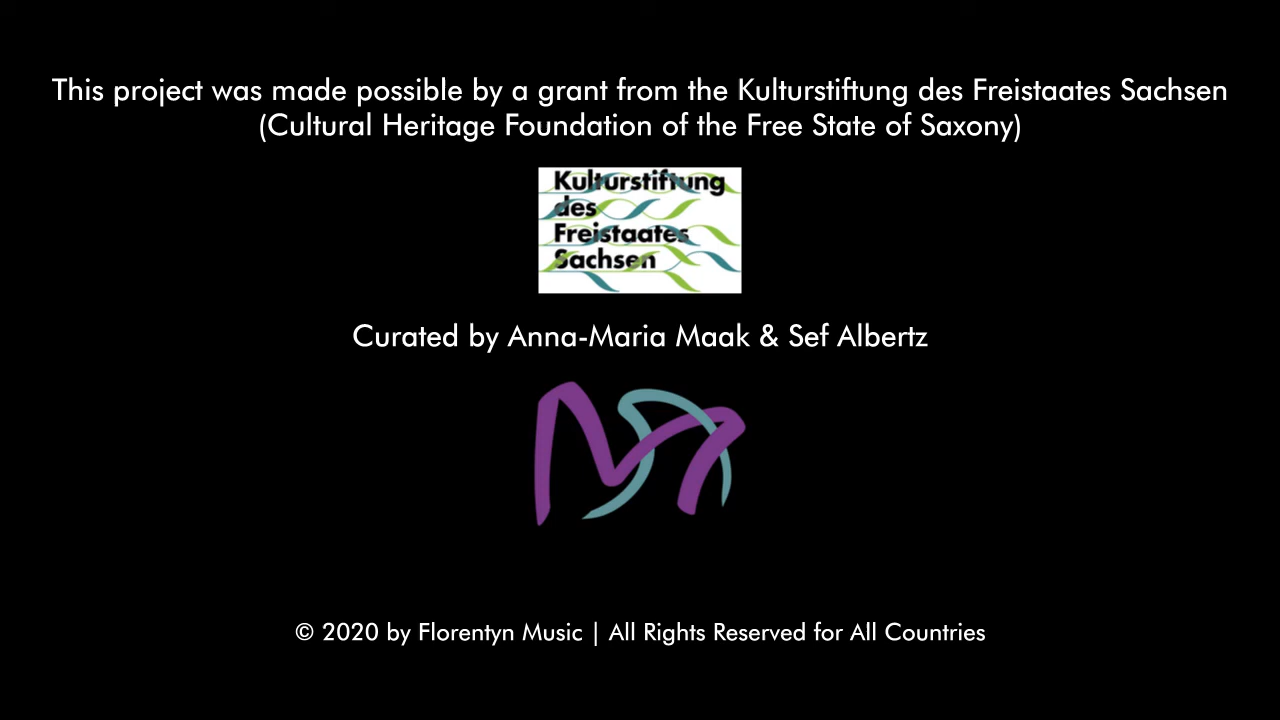 This project was made possible by a grant from the Kulturstiftung des Freistaates Sachsen
(Cultural Heritage Foundation of the Free State of Saxony)
Kulturstiftung
des
Freistaates
Sachsen
Curated by Anna-Maria Maak & Sef Albertz
© 2020 by Florentyn Music | All Rights Reserved for All Countries